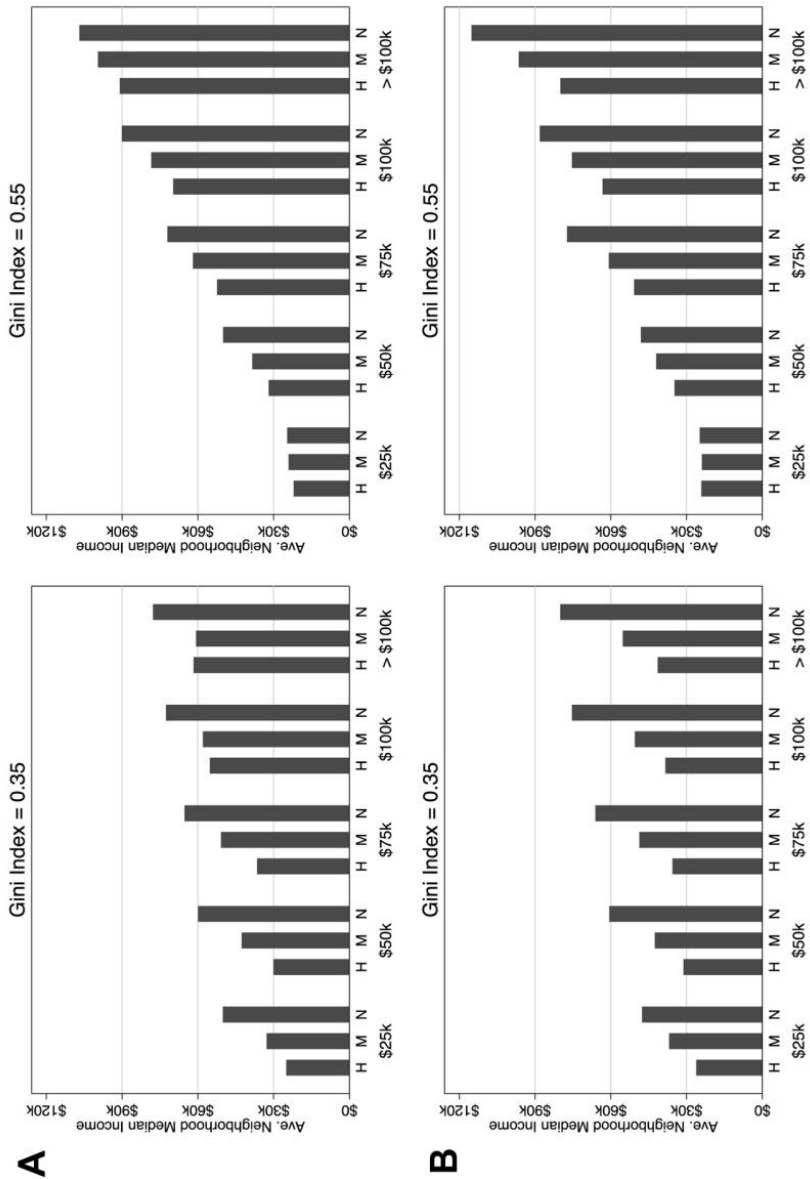 A
Gini Index = 0.35
Ave. Neighborhood Median Income
$120k
$90k
$60k
$30k
$0
H M N H M N H M N H M N H M N
$25k $50k $75k $100k > $100k
Gini Index = 0.55
Ave. Neighborhood Median Income
$120k
$90k
$60k
$30k
$0
H M N H M N H M N H M N H M N
$25k $50k $75k $100k > $100k
B
Gini Index = 0.35
Ave. Neighborhood Median Income
$120k
$90k
$60k
$30k
$0
H M N H M N H M N H M N H M N
$25k $50k $75k $100k > $100k
Gini Index = 0.55
Ave. Neighborhood Median Income
$120k
$90k
$60k
$30k
$0
H M N H M N H M N H M N H M N
$25k $50k $75k $100k > $100k